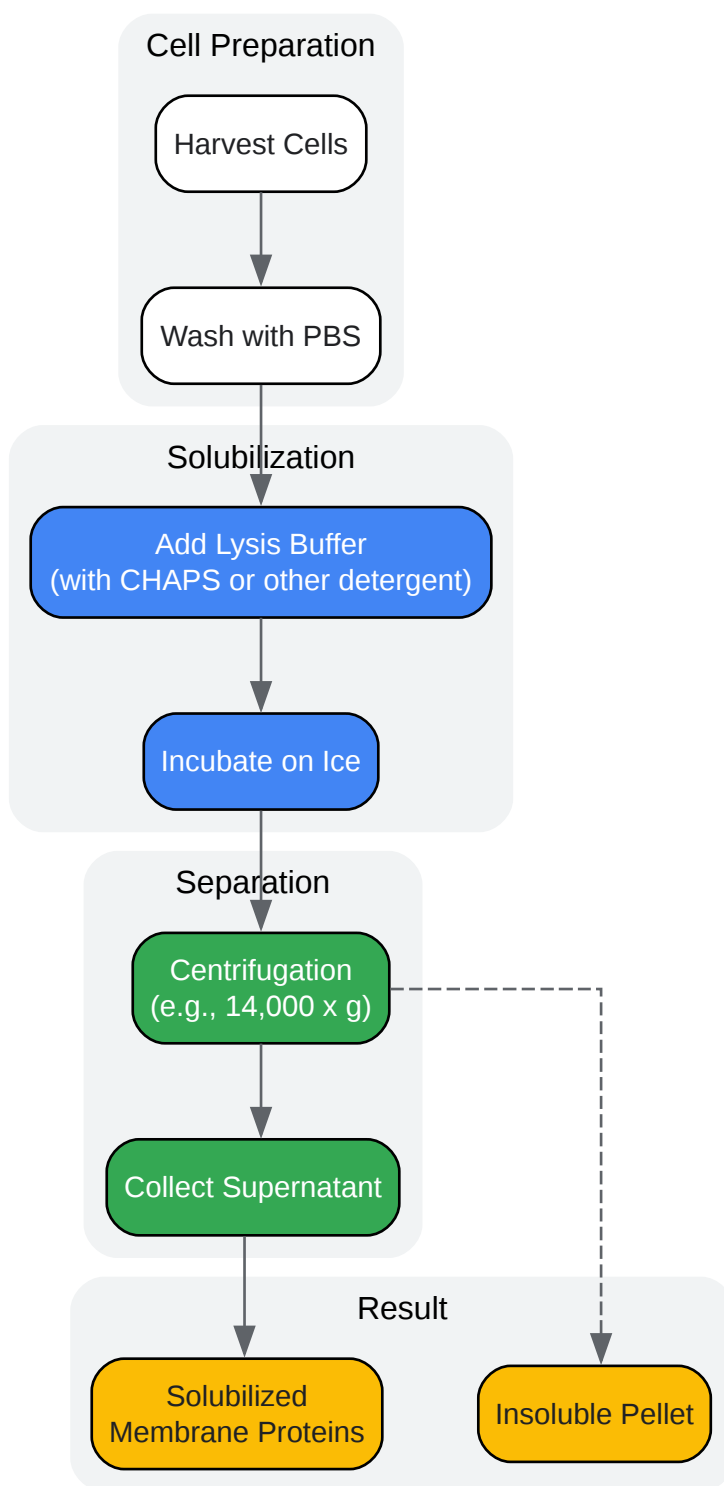 Cell Preparation
Harvest Cells
Wash with PBS
Solubilization
Add Lysis Buffer
(with CHAPS or other detergent)
Incubate on Ice
Separation
Centrifugation
(e.g., 14,000 x g)
Collect Supernatant
Result
Solubilized
Membrane Proteins
Insoluble Pellet